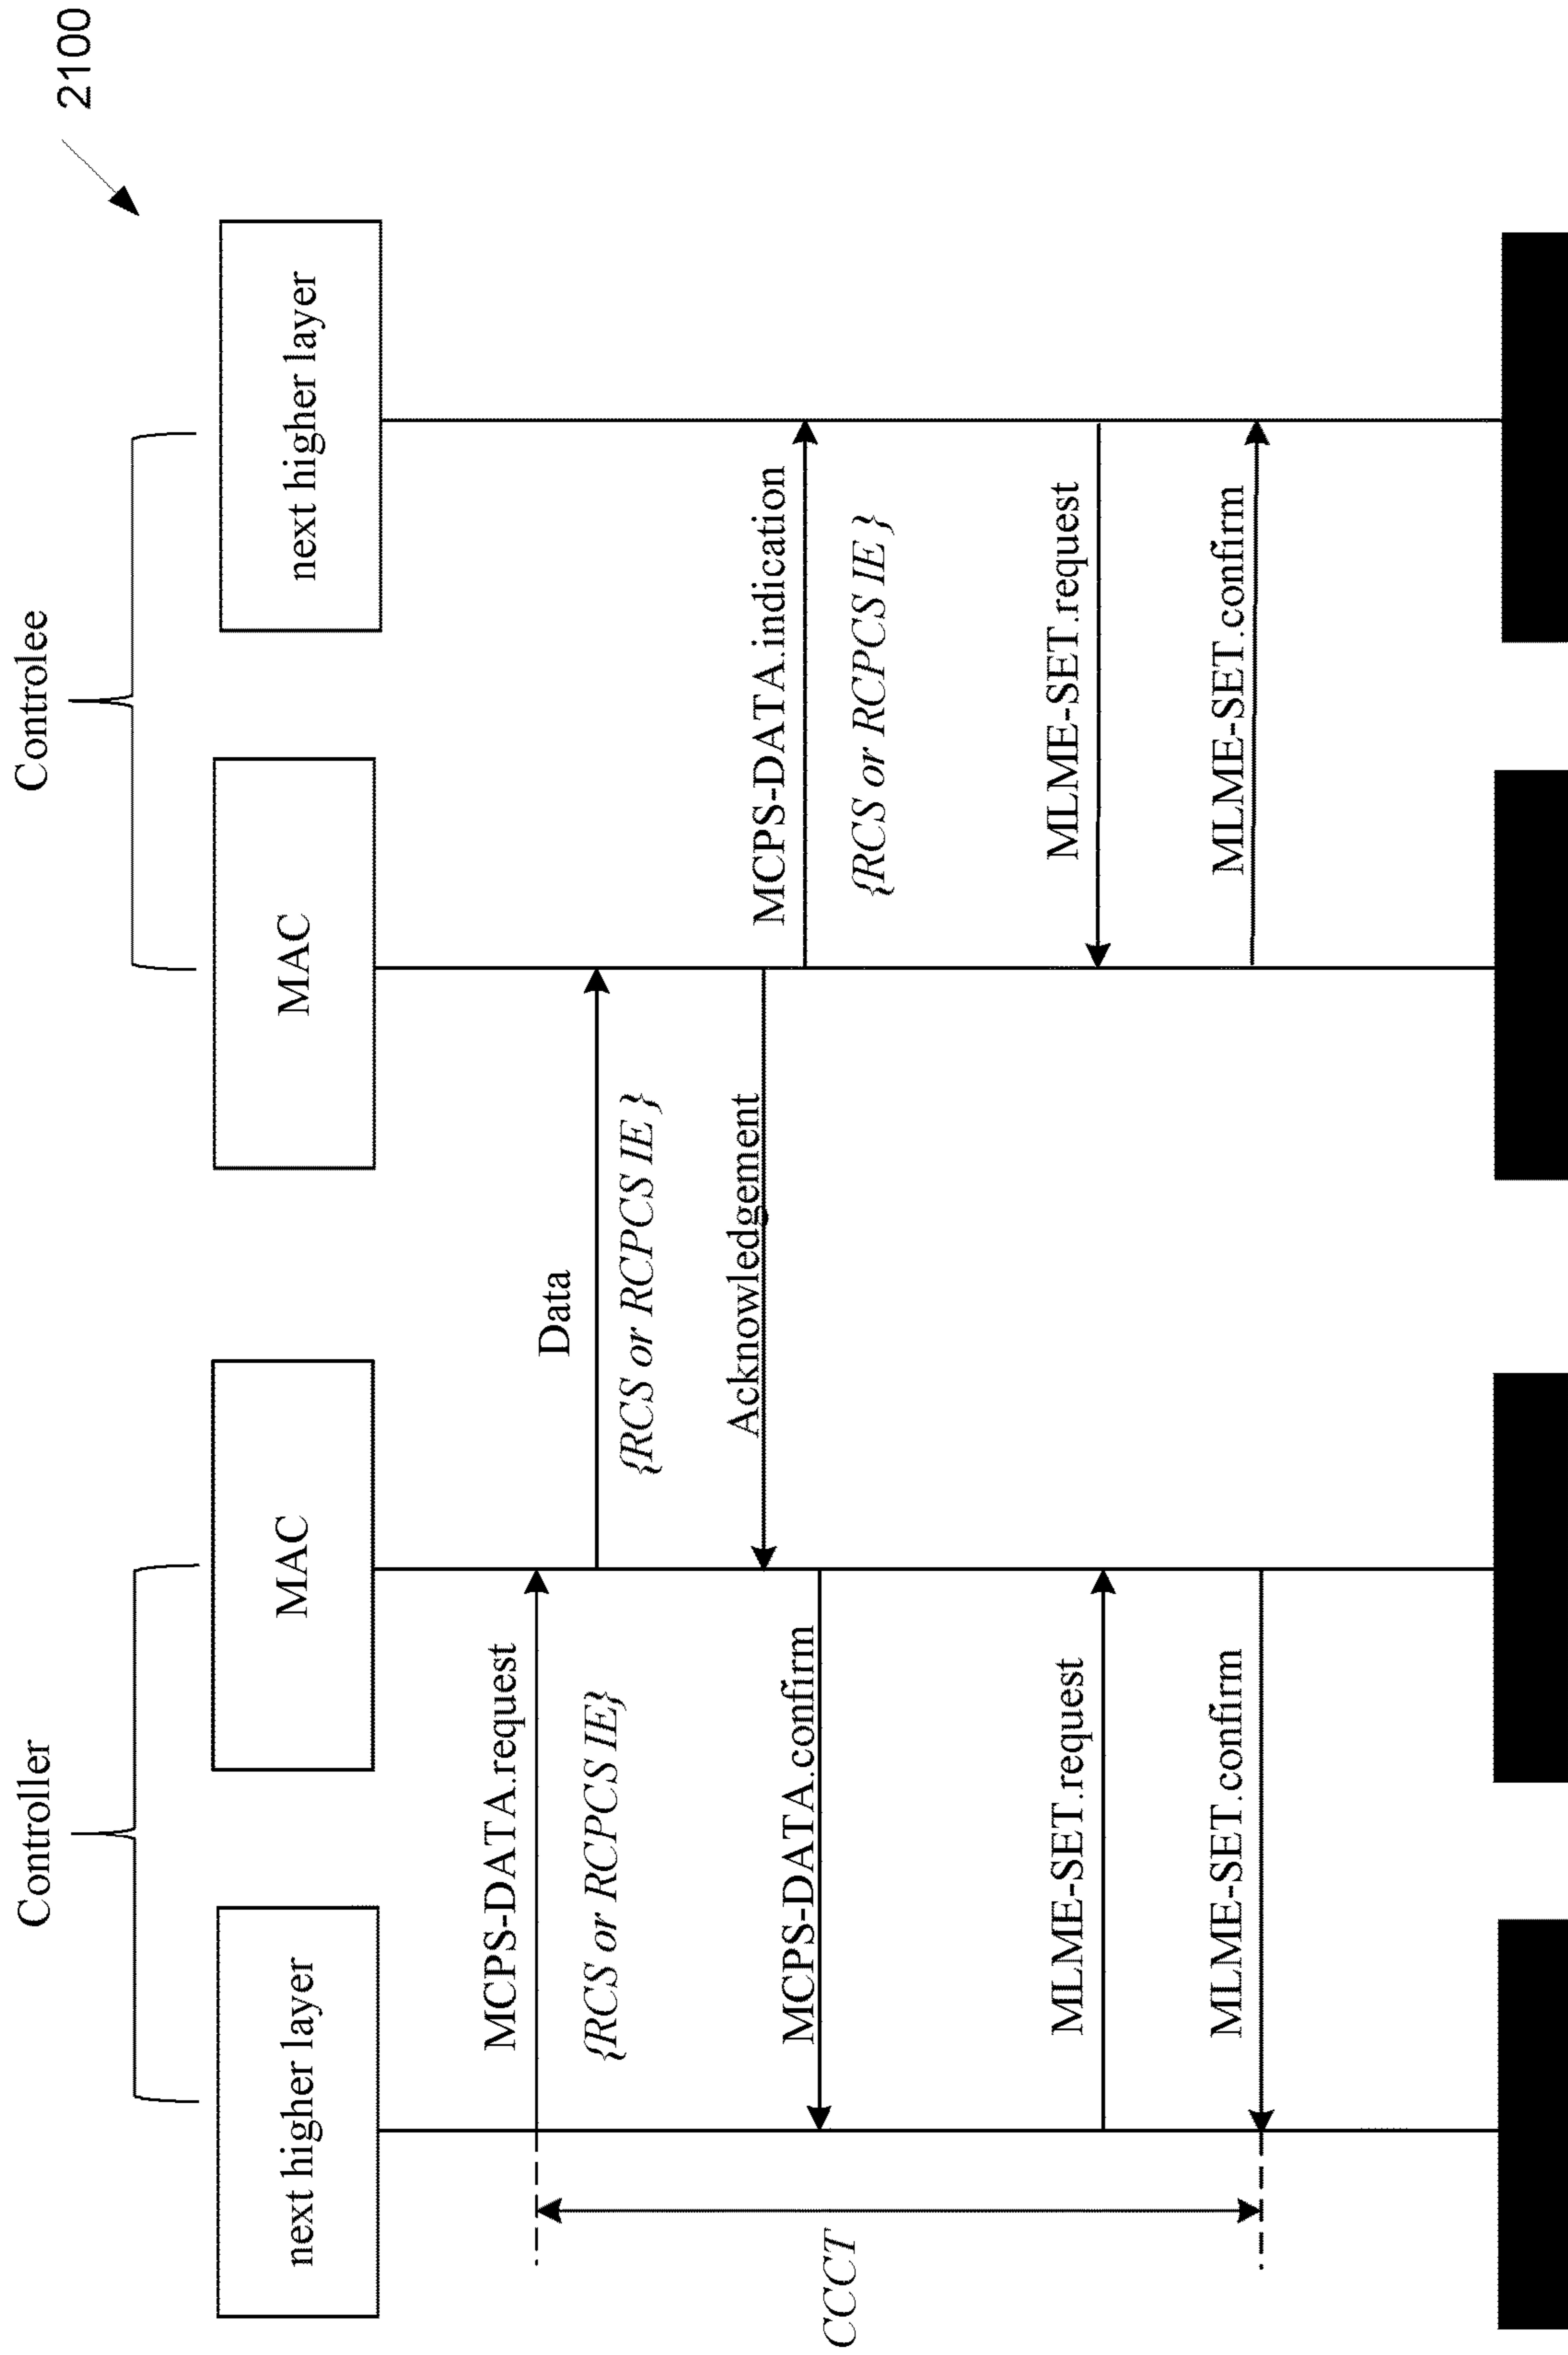 2100
Controller
Controlee
next higher layer
MAC
MAC
next higher layer
MCPS-DATA.request
{RCS or RCPCS IE}
Data
{RCS or RCPCS IE}
Acknowledgement
MCPS-DATA.indication
{RCS or RCPCS IE}
MCPS-DATA.confirm
CCCT
MLME-SET.request
MLME-SET.request
MLME-SET.confirm
MLME-SET.confirm